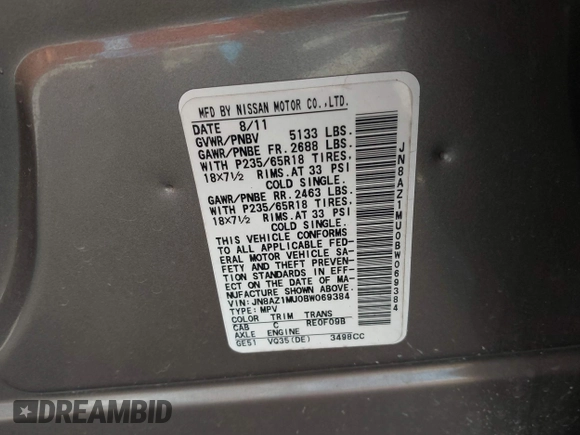 MFD BY NISSAN MOTOR CO.,LTD.
DATE 8/11
GVWR/PNBV 5133 LBS.
GAWR/PNBE FR. 2688 LBS.
WITH P235/65R18 TIRES.
18X7½ RIMS.AT 33 PSI
COLD SINGLE.
GAWR/PNBE RR. 2463 LBS.
WITH P235/65R18 TIRES.
18X7½ RIMS.AT 33 PSI
COLD SINGLE.
THIS VEHICLE CONFORMS
TO ALL APPLICABLE FED-
ERAL MOTOR VEHICLE SA-
FETY AND THEFT PREVEN-
TION STANDARDS IN EFF-
ECT ON THE DATE OF MA-
NUFACTURE SHOWN ABOVE.
VIN:JN8AZ1MU0BW069384
TYPE:MPV
COLOR TRIM TRANS
CAB C RE0F09B
AXLE ENGINE
GE51 VQ35(DE) 3498CC
JN8AZ1MU0BW069384
DREAMBID